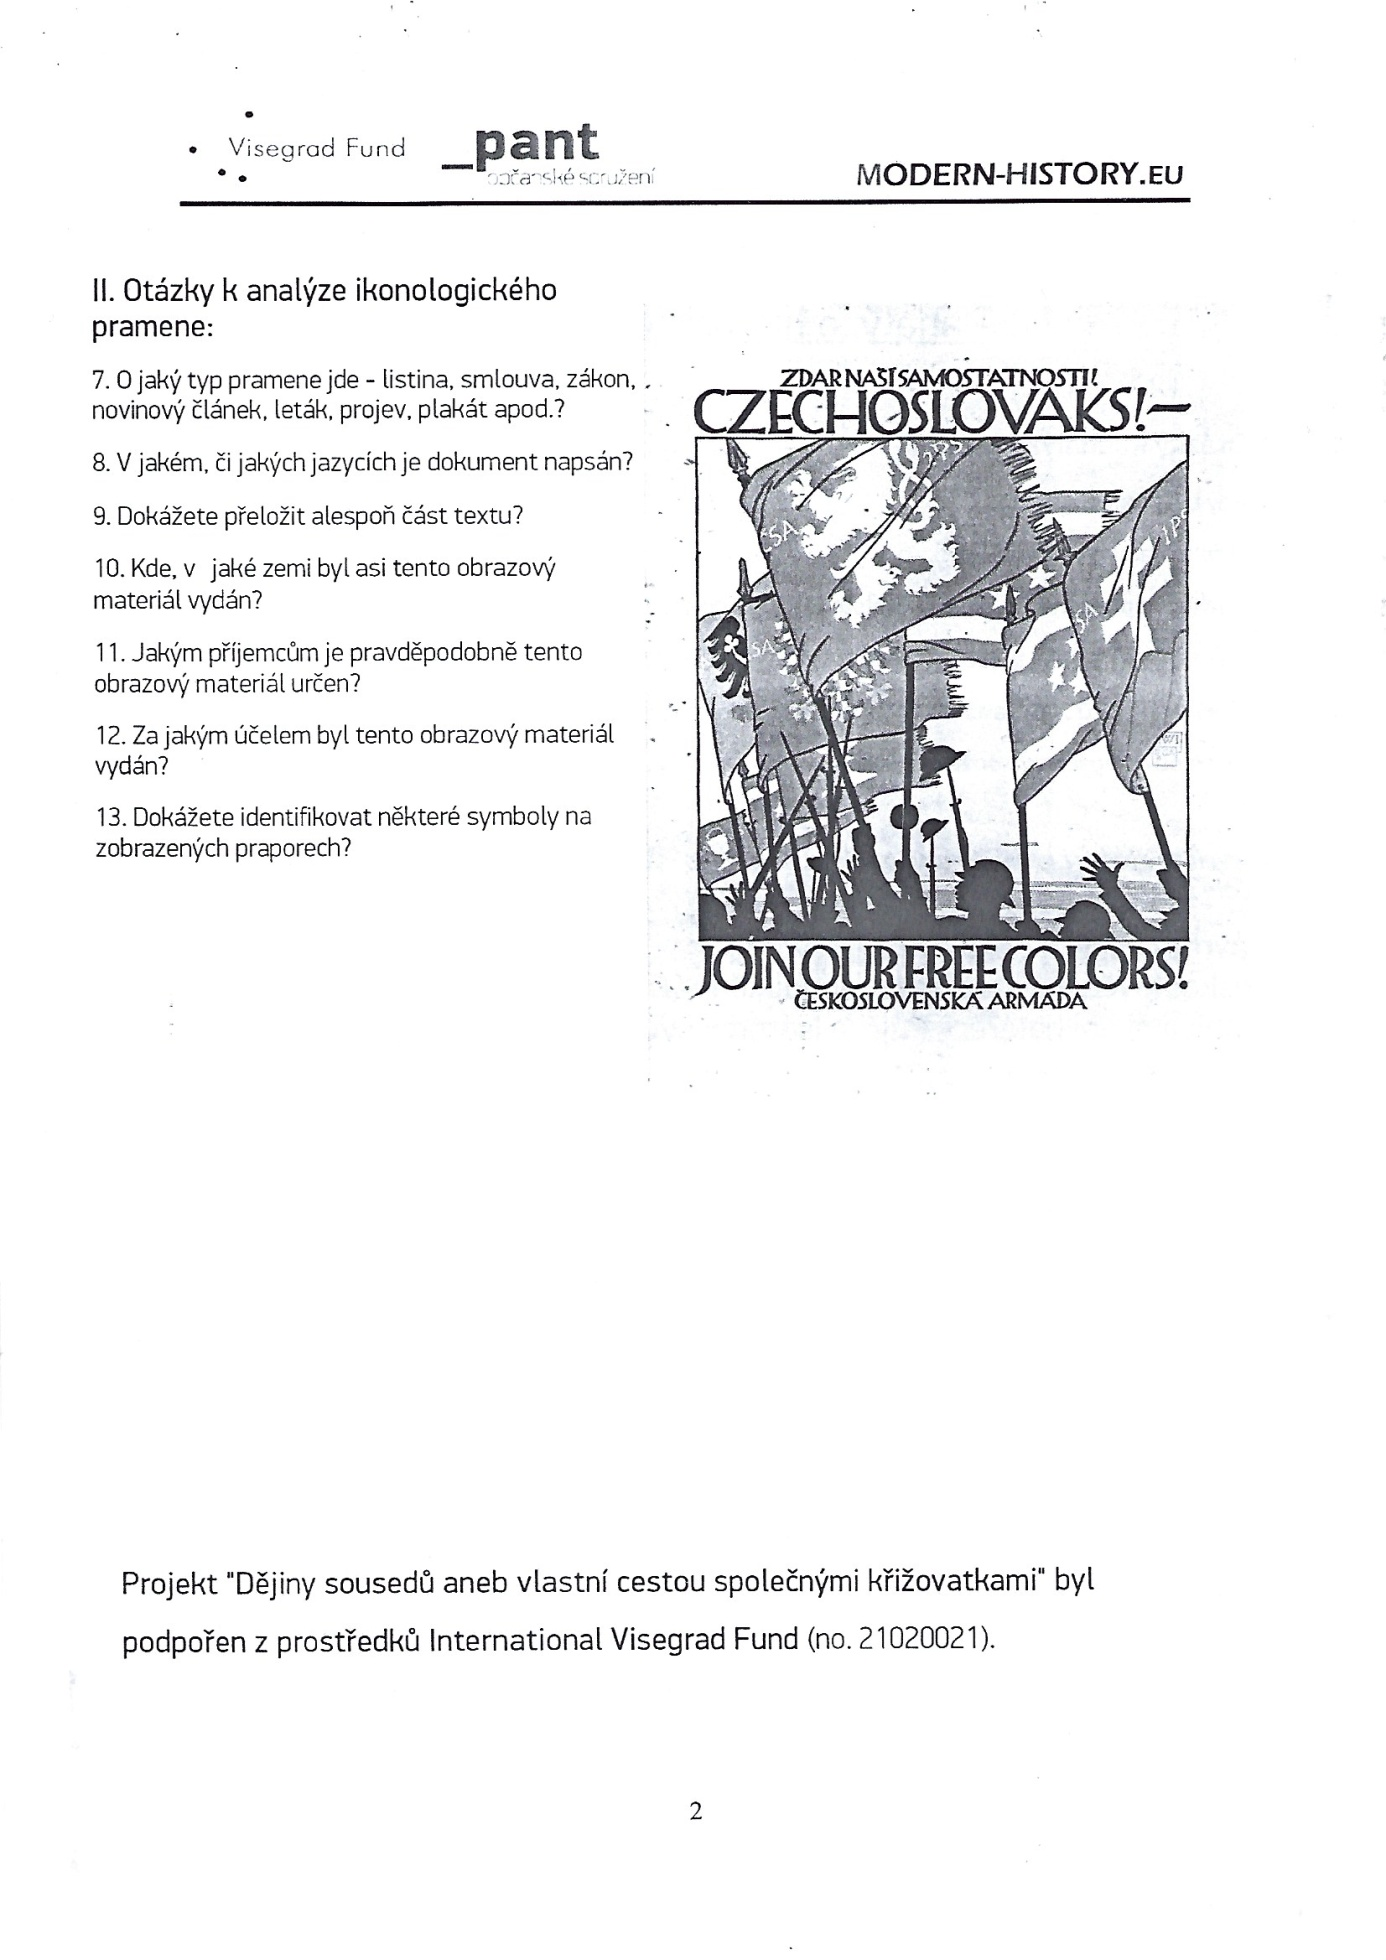 Visegrad Fund
_pant
občanské sdružení
MODERN-HISTORY.EU
II. Otázky k analýze ikonologického
pramene:
7. O jaký typ pramene jde - listina, smlouva, zákon,
novinový článek, leták, projev, plakát apod.?
8. V jakém, či jakých jazycích je dokument napsán?
9. Dokážete přeložit alespoň část textu?
10. Kde, v jaké zemi byl asi tento obrazový
materiál vydán?
11. Jakým příjemcům je pravděpodobně tento
obrazový materiál určen?
12. Za jakým účelem byl tento obrazový materiál
vydán?
13. Dokážete identifikovat některé symboly na
zobrazených praporech?
ZDAR NAŠÍ SAMOSTATNOSTI!
CZECHOSLOVAKS!—
JOIN OUR FREE COLORS!
ČESKOSLOVENSKÁ ARMÁDA
Projekt "Dějiny sousedů aneb vlastní cestou společnými křižovatkami" byl
podpořen z prostředků International Visegrad Fund (no. 21020021).
2